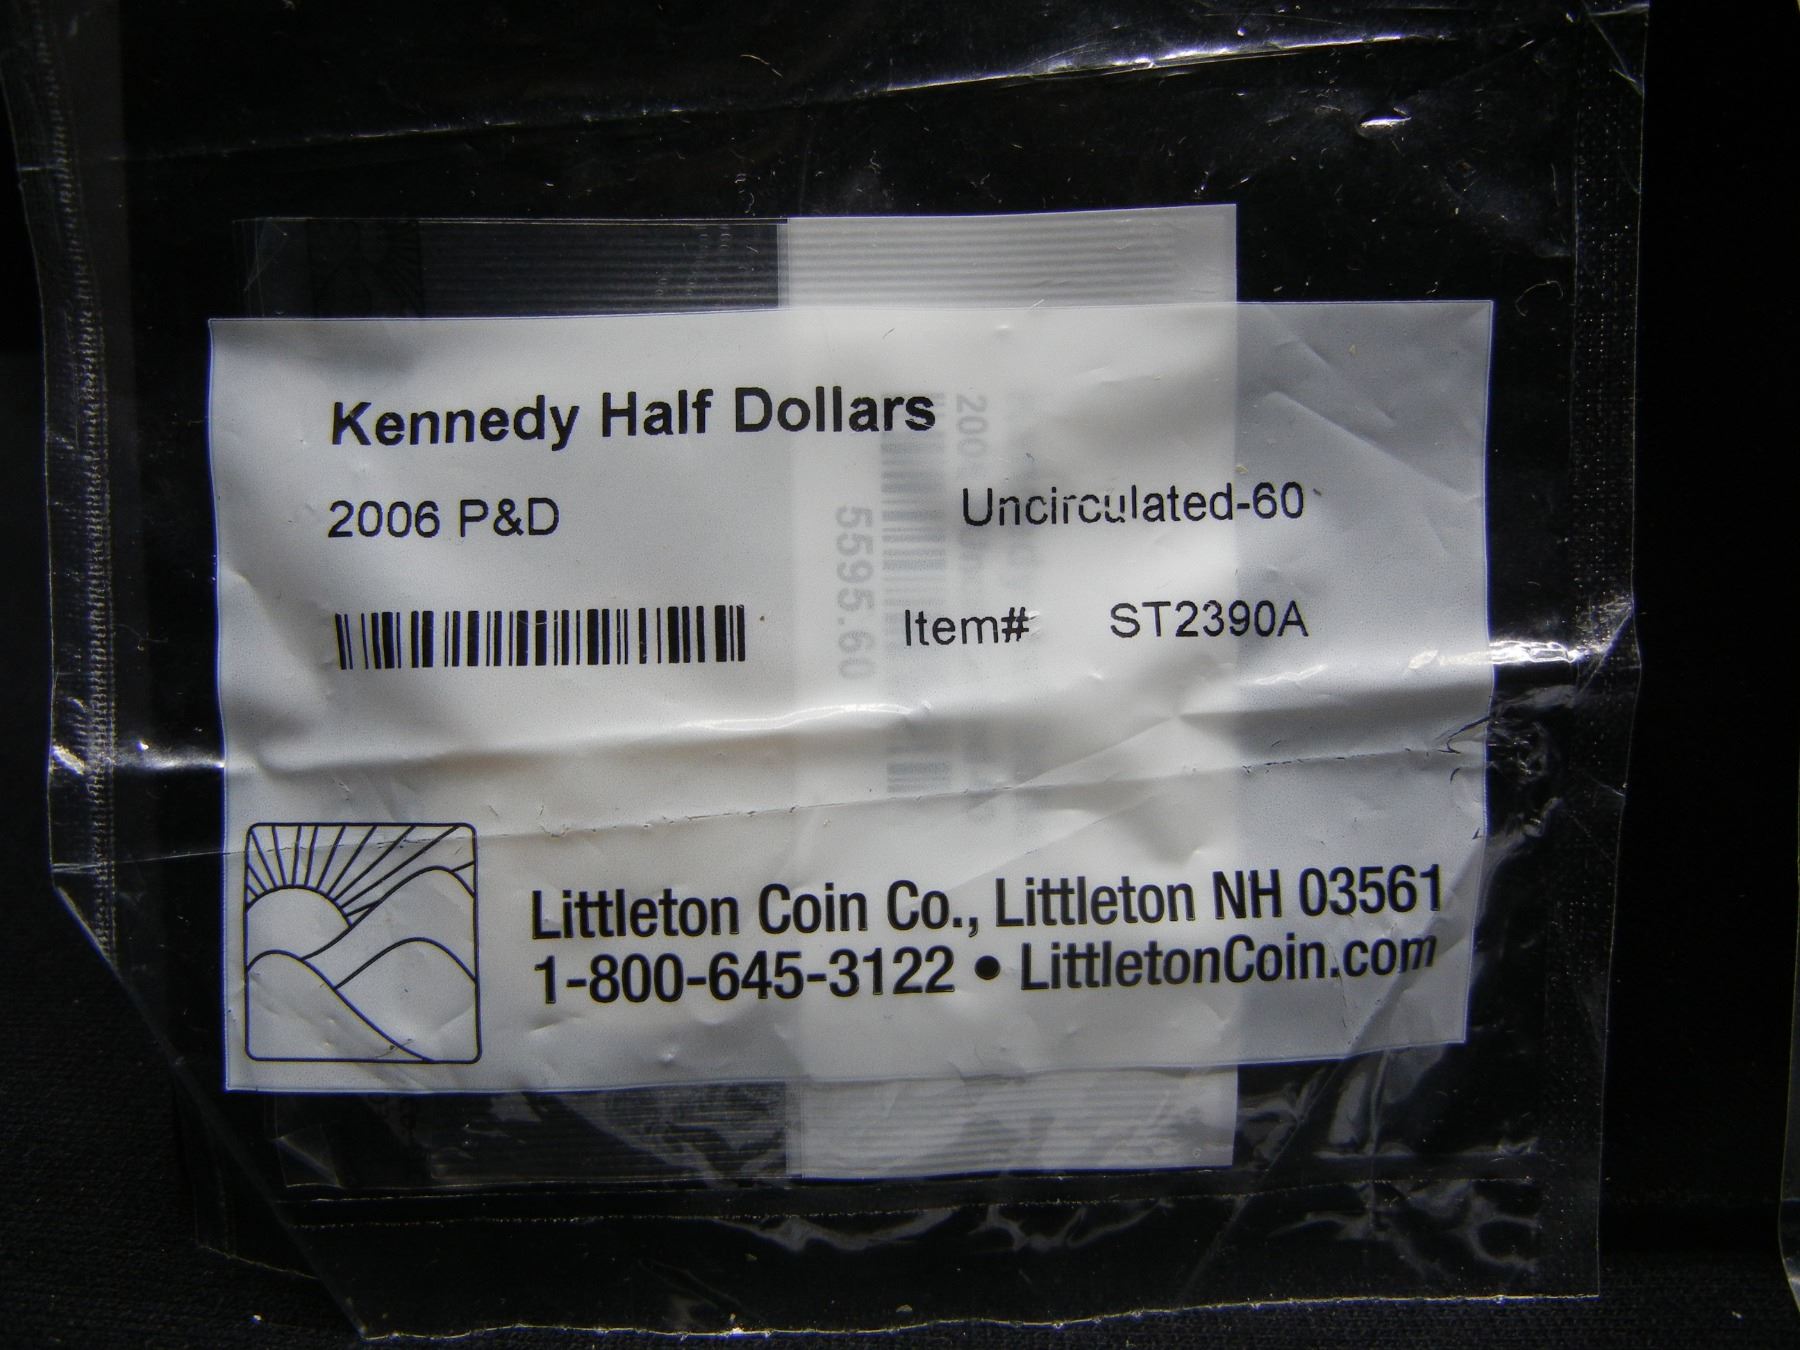 Kennedy Half Dollars
2006 P&D
Uncirculated-60
Item# ST2390A
Littleton Coin Co., Littleton NH 03561
1-800-645-3122 • LittletonCoin.com
5595.60